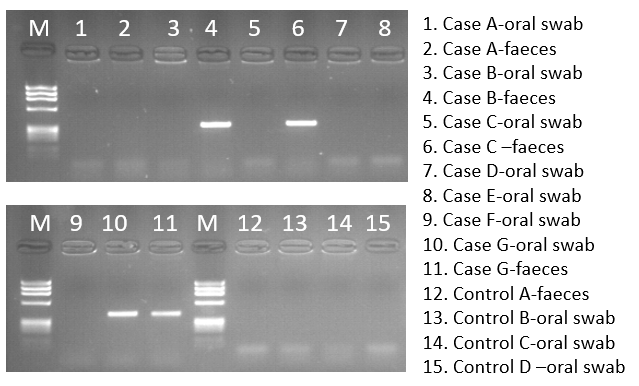 M 1 2 3 4 5 6 7 8
M 9 10 11 M 12 13 14 15
1. Case A-oral swab
2. Case A-faeces
3. Case B-oral swab
4. Case B-faeces
5. Case C-oral swab
6. Case C –faeces
7. Case D-oral swab
8. Case E-oral swab
9. Case F-oral swab
10. Case G-oral swab
11. Case G-faeces
12. Control A-faeces
13. Control B-oral swab
14. Control C-oral swab
15. Control D –oral swab